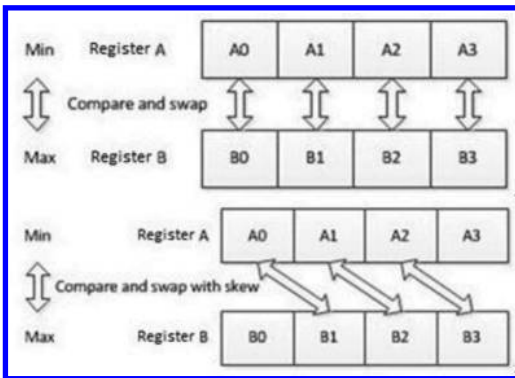 Min Register A A0 A1 A2 A3
Compare and swap
Max Register B B0 B1 B2 B3
Min Register A A0 A1 A2 A3
Compare and swap with skew
Max Register B B0 B1 B2 B3